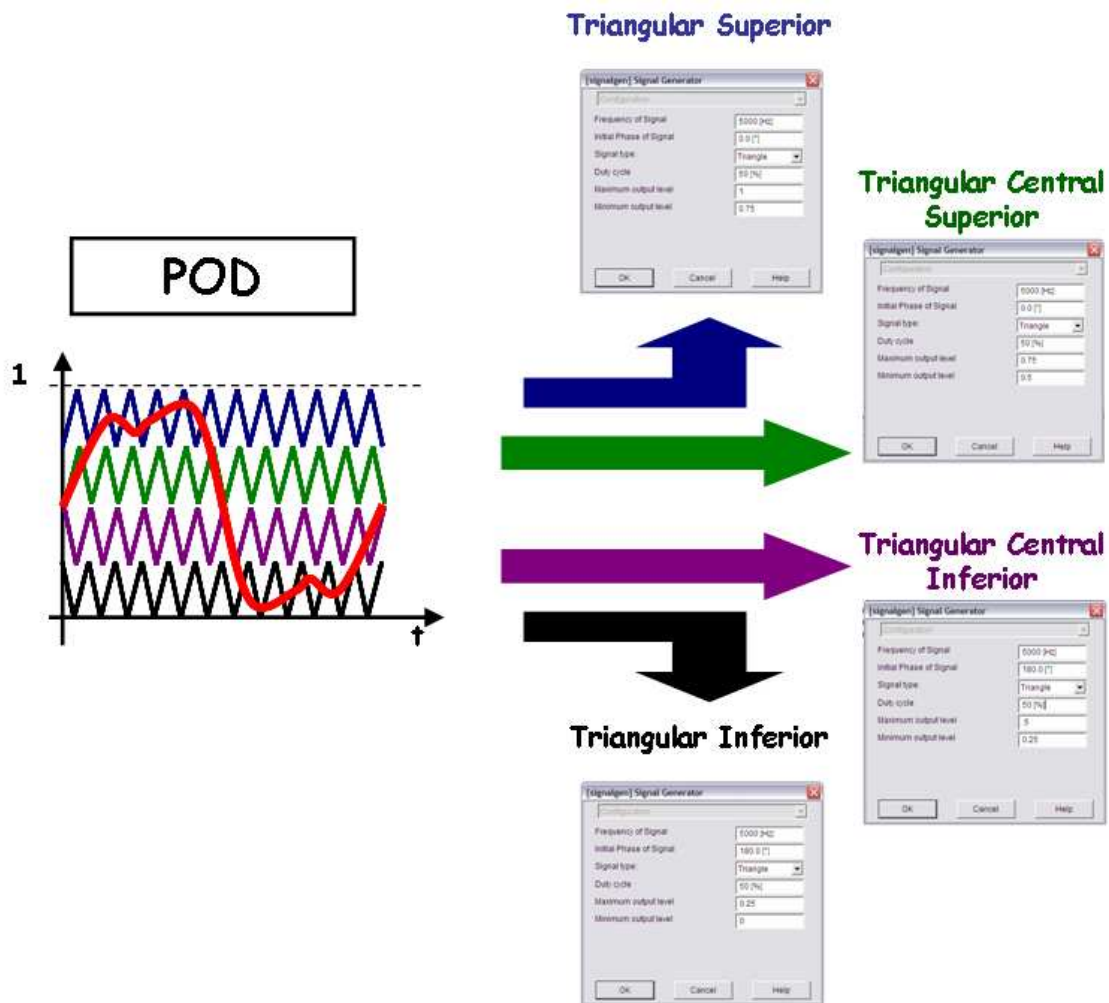 Triangular Superior
[signalgen] Signal Generator
Configuration
Frequency of Signal 5000 [Hz]
Initial Phase of Signal 0.0 [°]
Signal type: Triangle
Duty cycle 50 [%]
Maximum output level 1
Minimum output level 0.75
OK Cancel Help
Triangular Central
Superior
[signalgen] Signal Generator
Configuration
Frequency of Signal 5000 [Hz]
Initial Phase of Signal 0.0 [°]
Signal type: Triangle
Duty cycle 50 [%]
Maximum output level 0.75
Minimum output level 0.5
OK Cancel Help
POD
1
t
Triangular Central
Inferior
[signalgen] Signal Generator
Configuration
Frequency of Signal 5000 [Hz]
Initial Phase of Signal 180.0 [°]
Signal type: Triangle
Duty cycle 50 [%]
Maximum output level .5
Minimum output level 0.25
OK Cancel Help
Triangular Inferior
[signalgen] Signal Generator
Configuration
Frequency of Signal 5000 [Hz]
Initial Phase of Signal 180.0 [°]
Signal type: Triangle
Duty cycle 50 [%]
Maximum output level 0.25
Minimum output level 0
OK Cancel Help